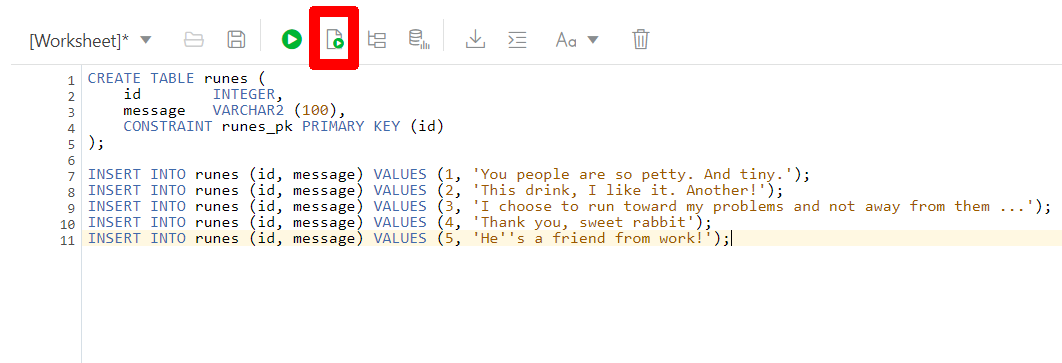 [Worksheet]* Aa
1 CREATE TABLE runes (
2 id INTEGER,
3 message VARCHAR2 (100),
4 CONSTRAINT runes_pk PRIMARY KEY (id)
5 );
6
7 INSERT INTO runes (id, message) VALUES (1, 'You people are so petty. And tiny.');
8 INSERT INTO runes (id, message) VALUES (2, 'This drink, I like it. Another!');
9 INSERT INTO runes (id, message) VALUES (3, 'I choose to run toward my problems and not away from them ...');
10 INSERT INTO runes (id, message) VALUES (4, 'Thank you, sweet rabbit');
11 INSERT INTO runes (id, message) VALUES (5, 'He''s a friend from work!');